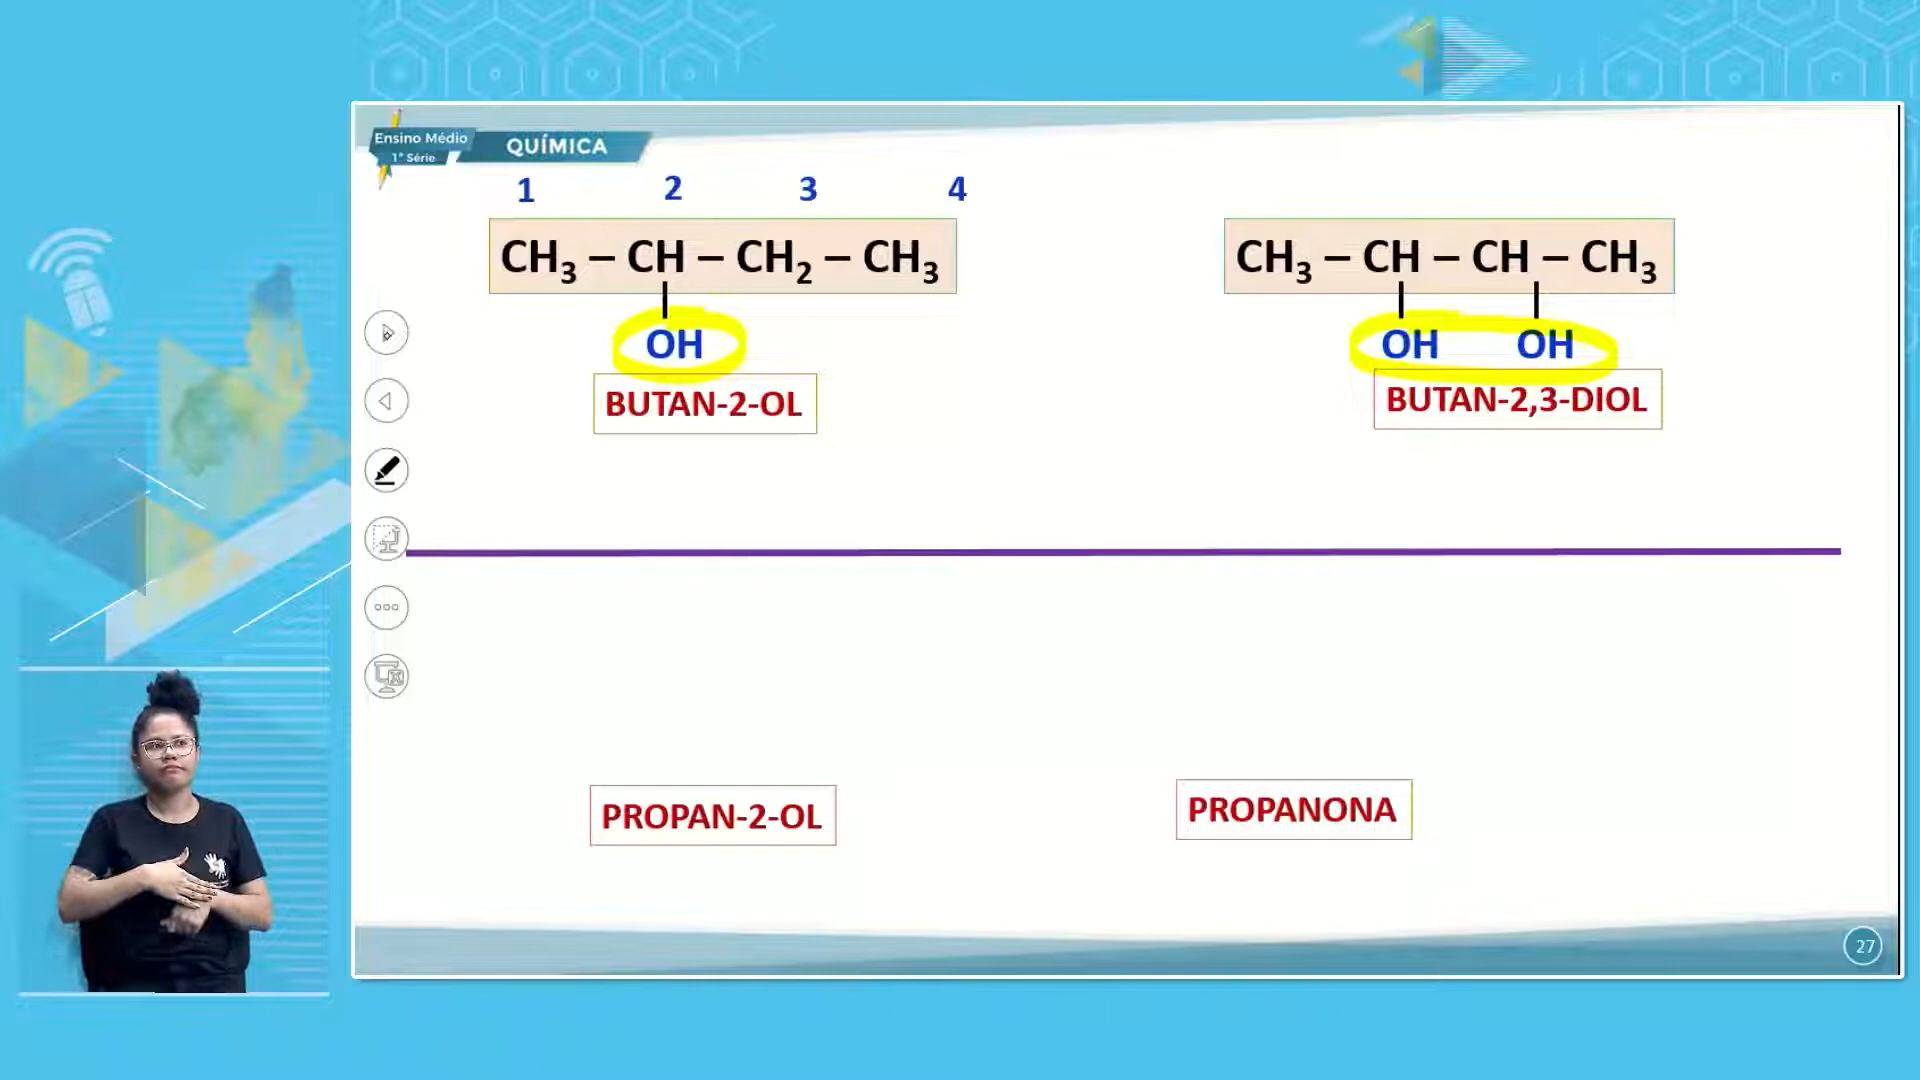 Ensino Médio
1ª Série
QUÍMICA
1 2 3 4
CH₃ – CH – CH₂ – CH₃
OH
BUTAN-2-OL
CH₃ – CH – CH – CH₃
OH OH
BUTAN-2,3-DIOL
PROPAN-2-OL
PROPANONA
27